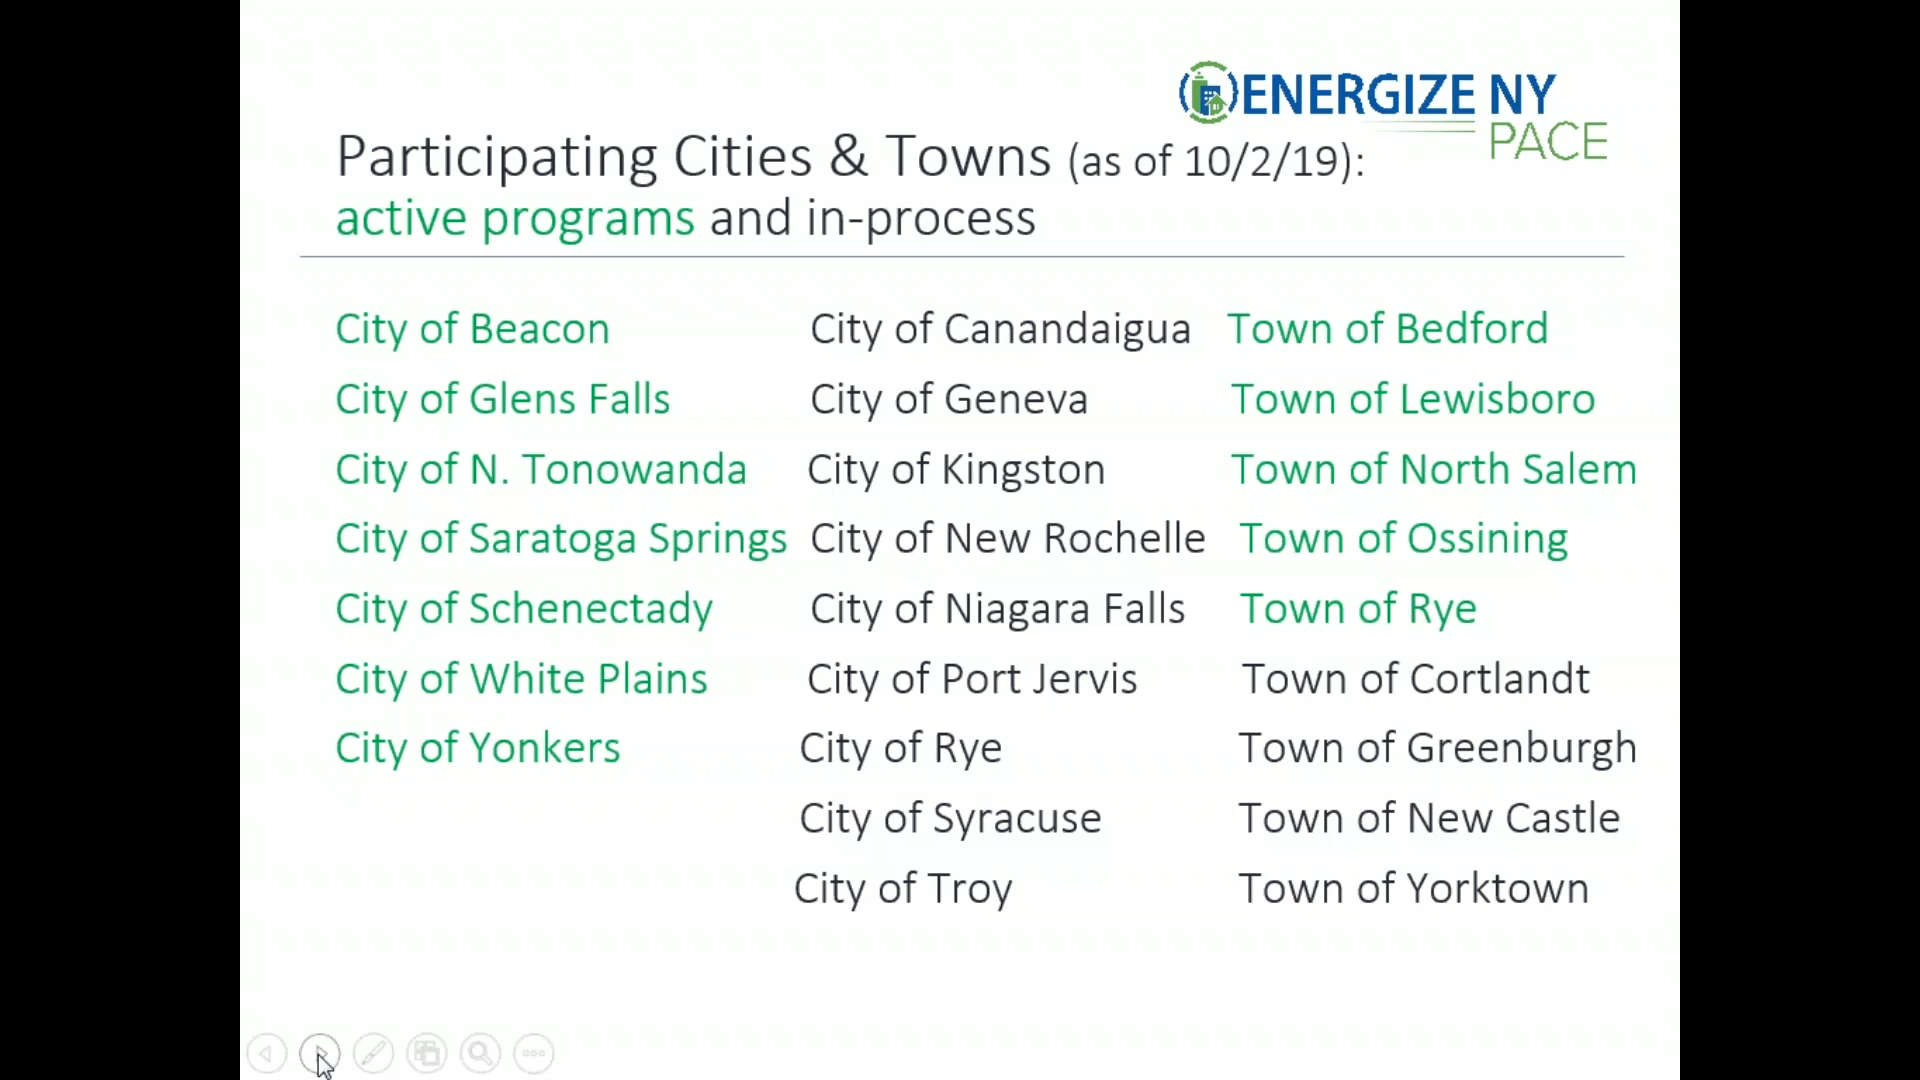 ENERGIZE NY
PACE
Participating Cities & Towns (as of 10/2/19):
active programs and in-process
City of Beacon
City of Glens Falls
City of N. Tonowanda
City of Saratoga Springs
City of Schenectady
City of White Plains
City of Yonkers
City of Canandaigua
City of Geneva
City of Kingston
City of New Rochelle
City of Niagara Falls
City of Port Jervis
City of Rye
City of Syracuse
City of Troy
Town of Bedford
Town of Lewisboro
Town of North Salem
Town of Ossining
Town of Rye
Town of Cortlandt
Town of Greenburgh
Town of New Castle
Town of Yorktown